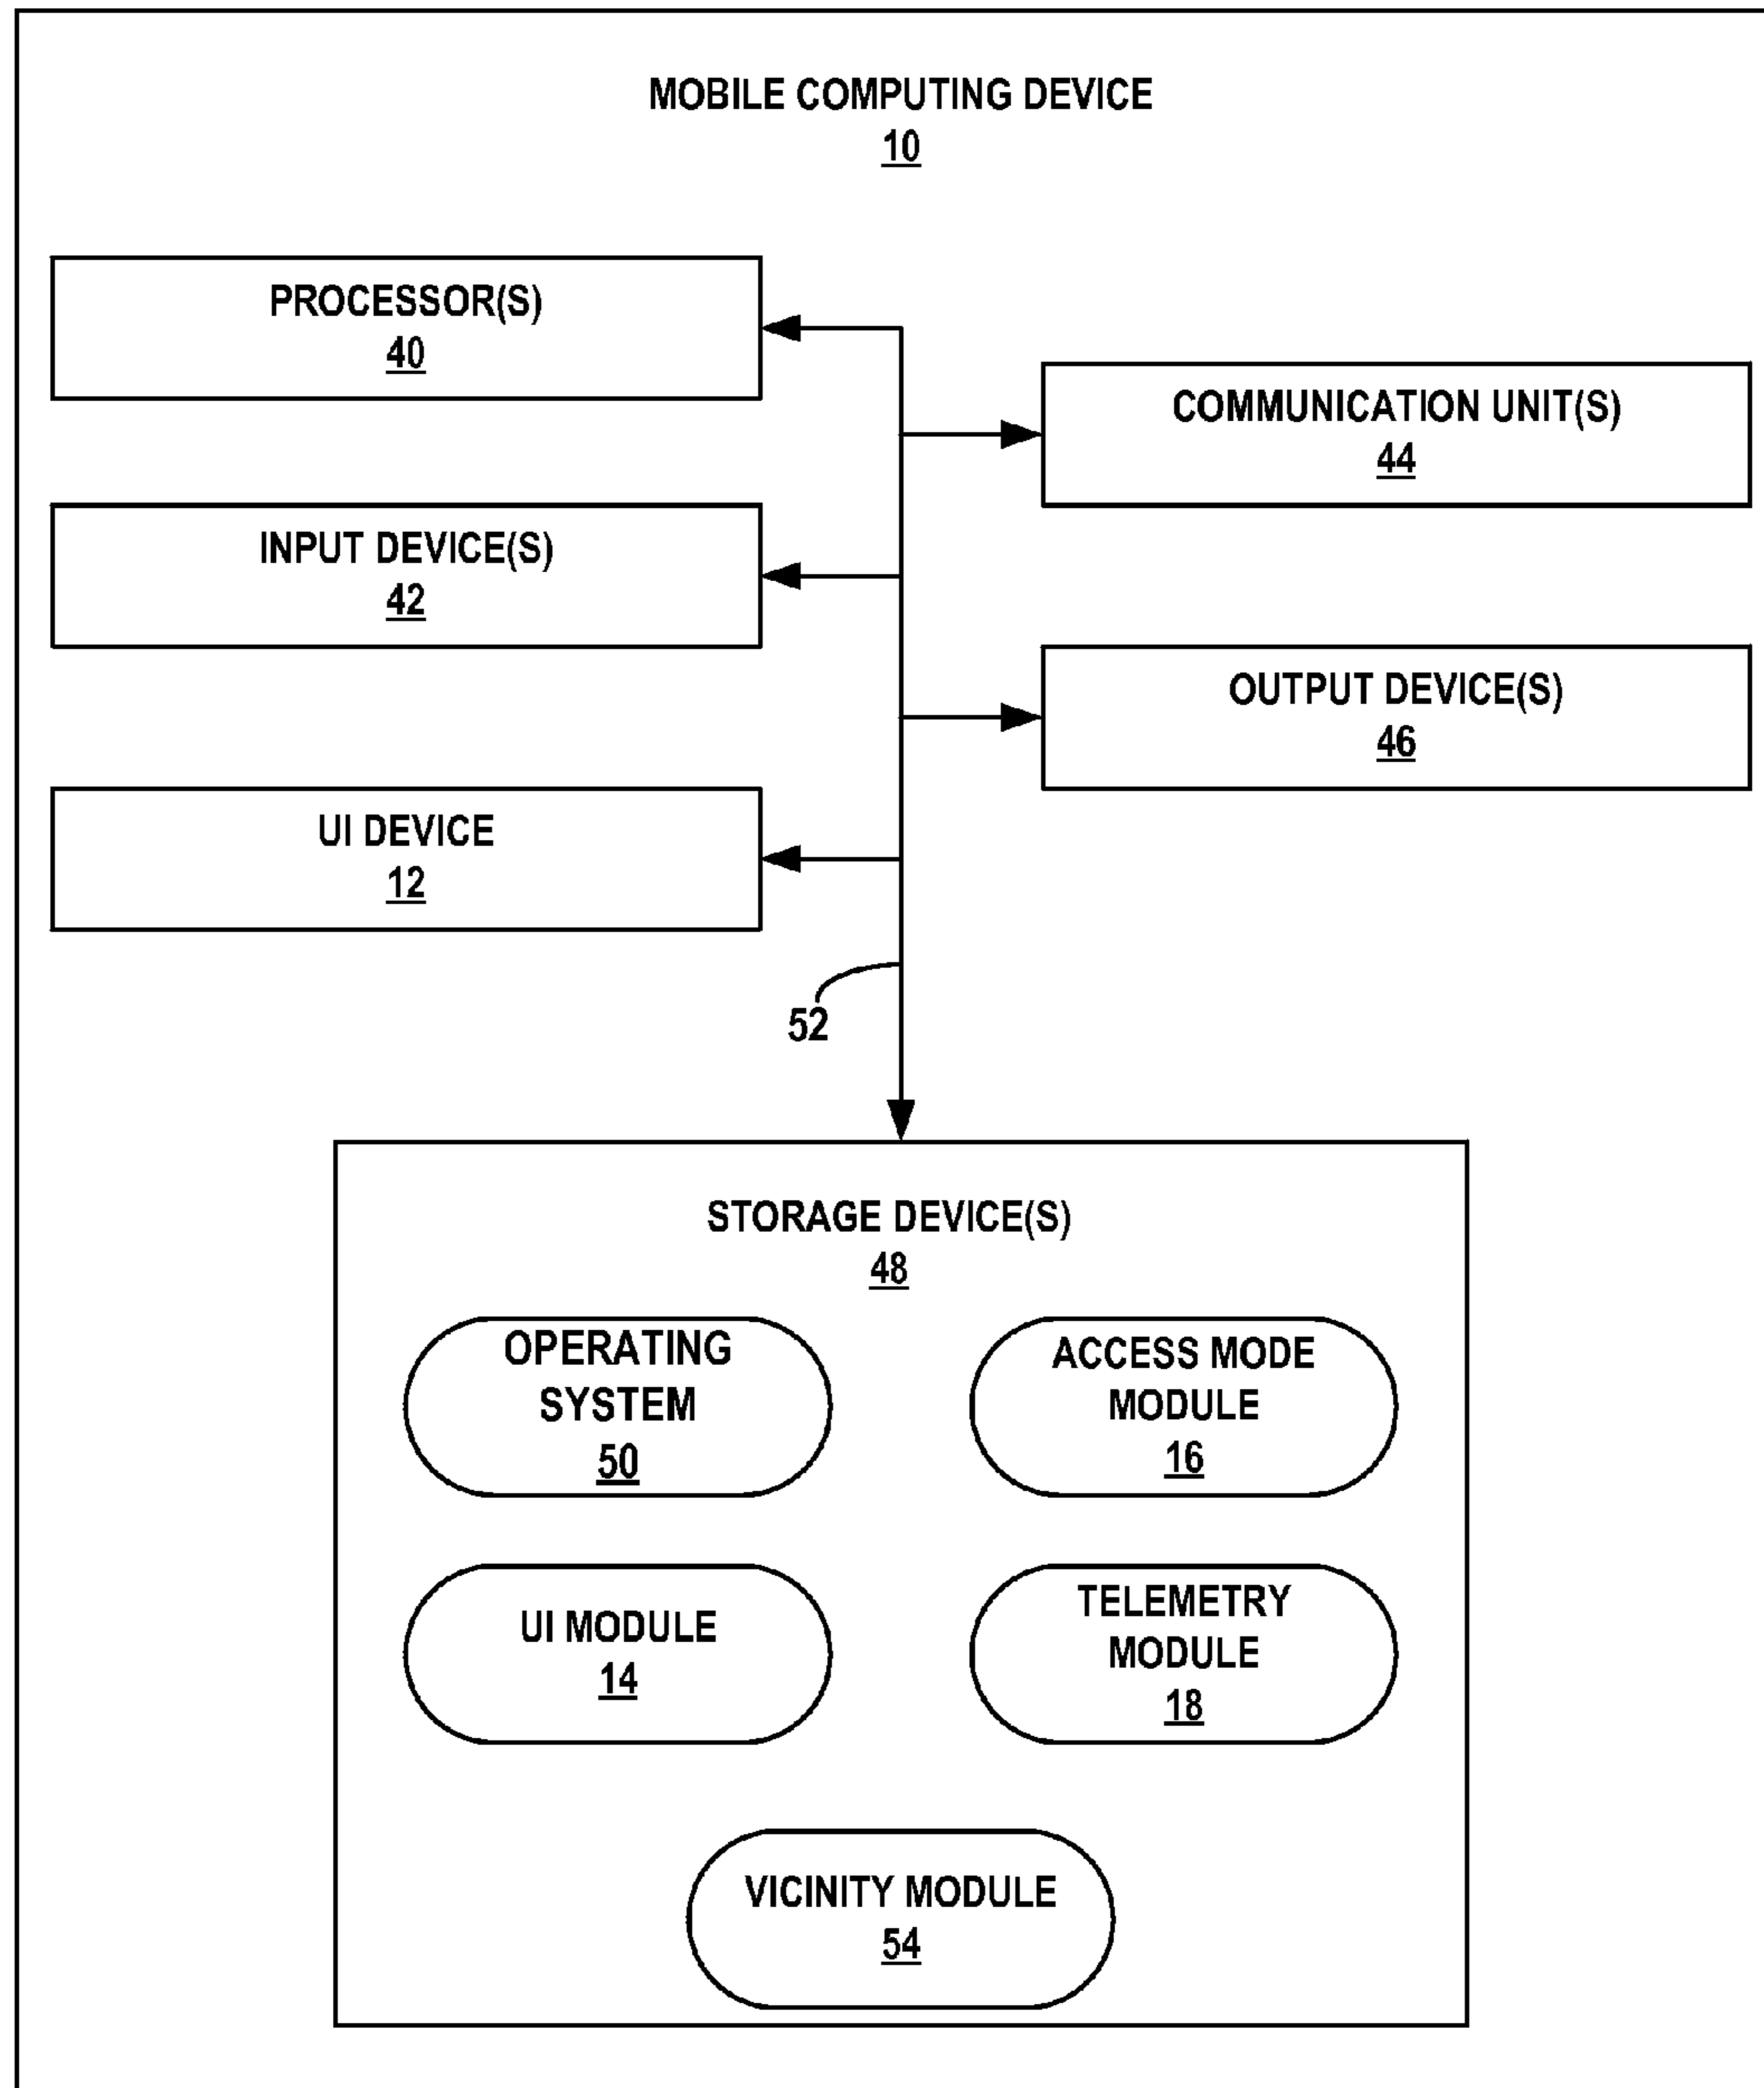 MOBILE COMPUTING DEVICE
10
PROCESSOR(S)
40
COMMUNICATION UNIT(S)
44
INPUT DEVICE(S)
42
OUTPUT DEVICE(S)
46
UI DEVICE
12
52
STORAGE DEVICE(S)
48
OPERATING
SYSTEM
50
ACCESS MODE
MODULE
16
UI MODULE
14
TELEMETRY
MODULE
18
VICINITY MODULE
54